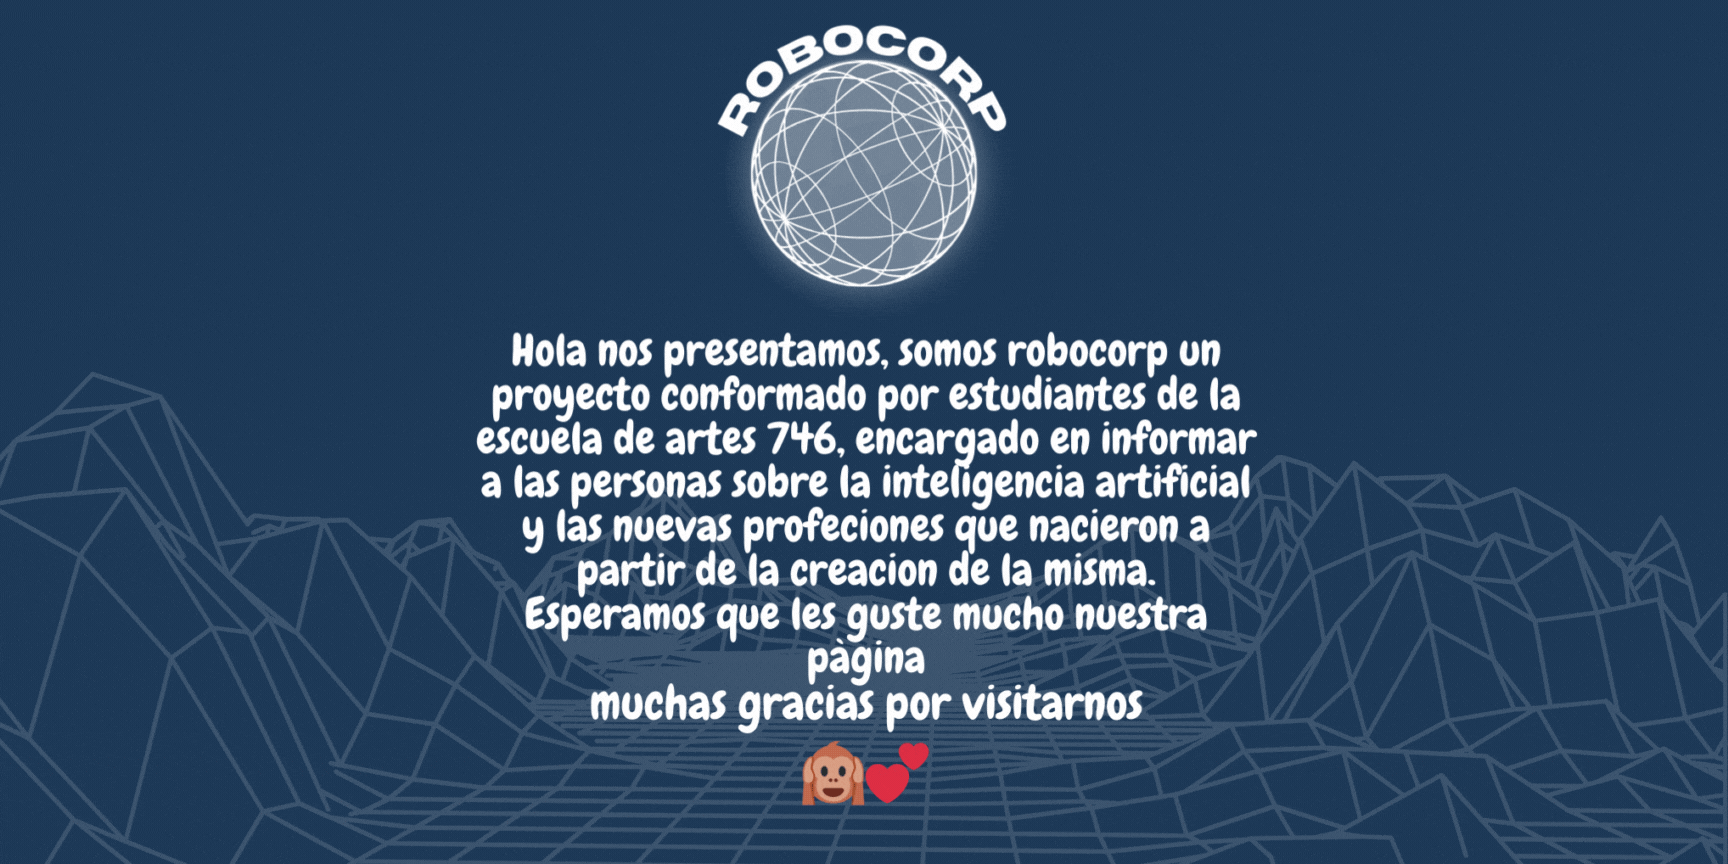 ROBOCORP
Hola nos presentamos, somos robocorp un
proyecto conformado por estudiantes de la
escuela de artes 746, encargado en informar
a las personas sobre la inteligencia artificial
y las nuevas profeciones que nacieron a
partir de la creacion de la misma.
Esperamos que les guste mucho nuestra
pàgina
muchas gracias por visitarnos
🙉💕